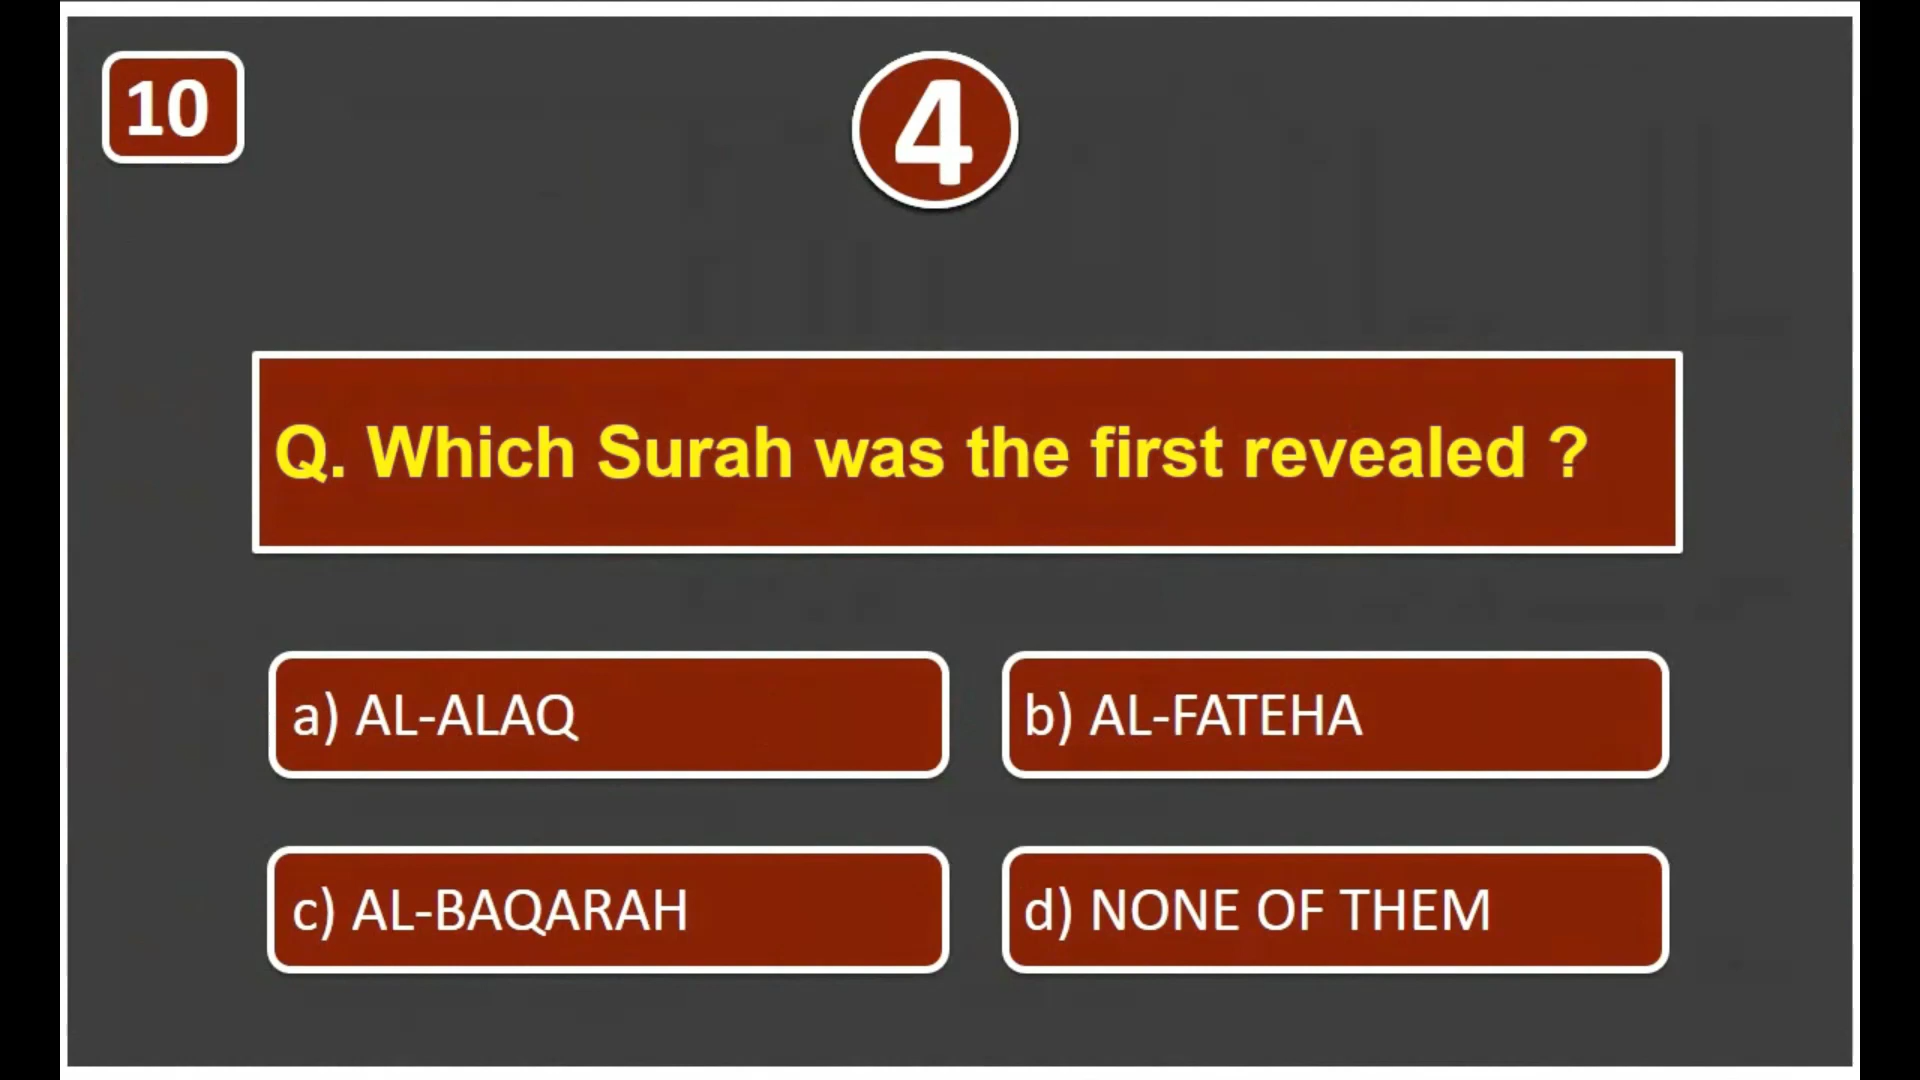 10
4
Q. Which Surah was the first revealed ?
a) AL-ALAQ
b) AL-FATEHA
c) AL-BAQARAH
d) NONE OF THEM